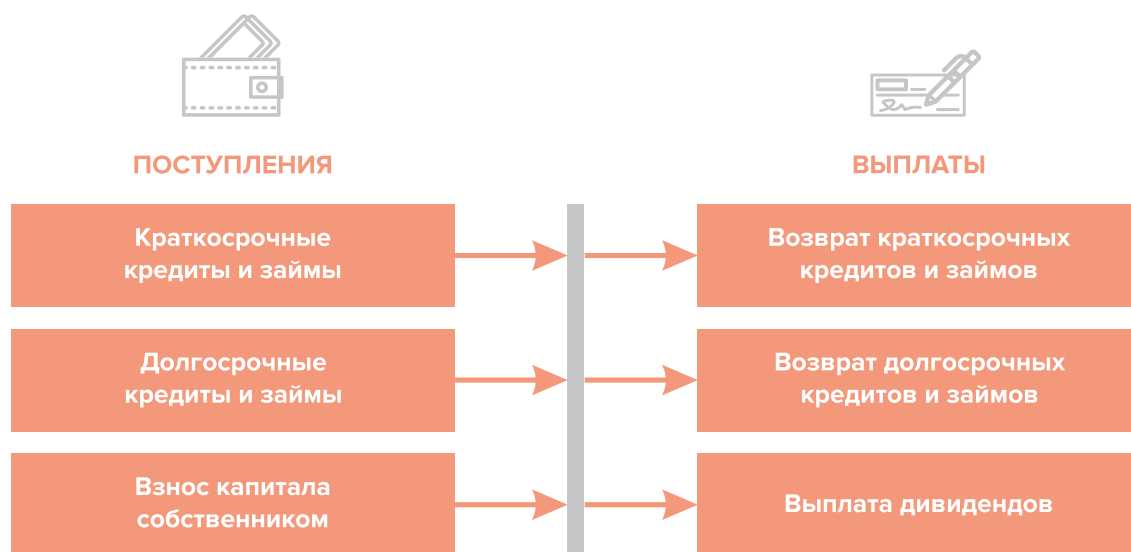 ПОСТУПЛЕНИЯ
ВЫПЛАТЫ
Краткосрочные
кредиты и займы
Возврат краткосрочных
кредитов и займов
Долгосрочные
кредиты и займы
Возврат долгосрочных
кредитов и займов
Взнос капитала
собственником
Выплата дивидендов